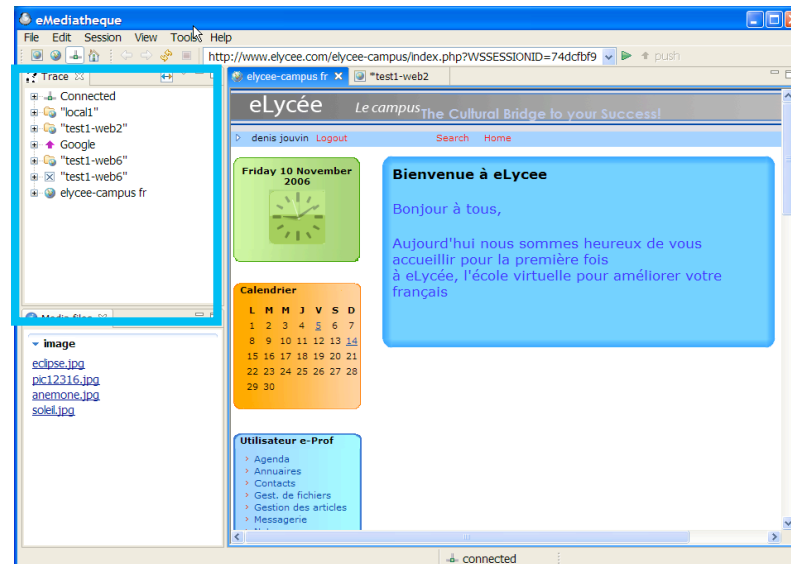 eMediatheque
File Edit Session View Tools Help
http://www.elycee.com/elycee-campus/index.php?WSSESSIONID=74dcfbf9
push
Trace
elycee-campus fr
*test1-web2
Connected
"local1"
"test1-web2"
Google
"test1-web6"
"test1-web6"
elycee-campus fr
Media files
image
eclipse.jpg
pic12316.jpg
anemone.jpg
soleil.jpg
eLycée Le campus The Cultural Bridge to your Success!
denis jouvin Logout Search Home
Friday 10 November
2006
Calendrier
L M M J V S D
1 2 3 4 5 6 7
8 9 10 11 12 13 14
15 16 17 18 19 20 21
22 23 24 25 26 27 28
29 30
Utilisateur e-Prof
Agenda
Annuaires
Contacts
Gest. de fichiers
Gestion des articles
Messagerie
Bienvenue à eLycee
Bonjour à tous,
Aujourd'hui nous sommes heureux de vous
accueillir pour la première fois
à eLycée, l'école virtuelle pour améliorer votre
français
connected